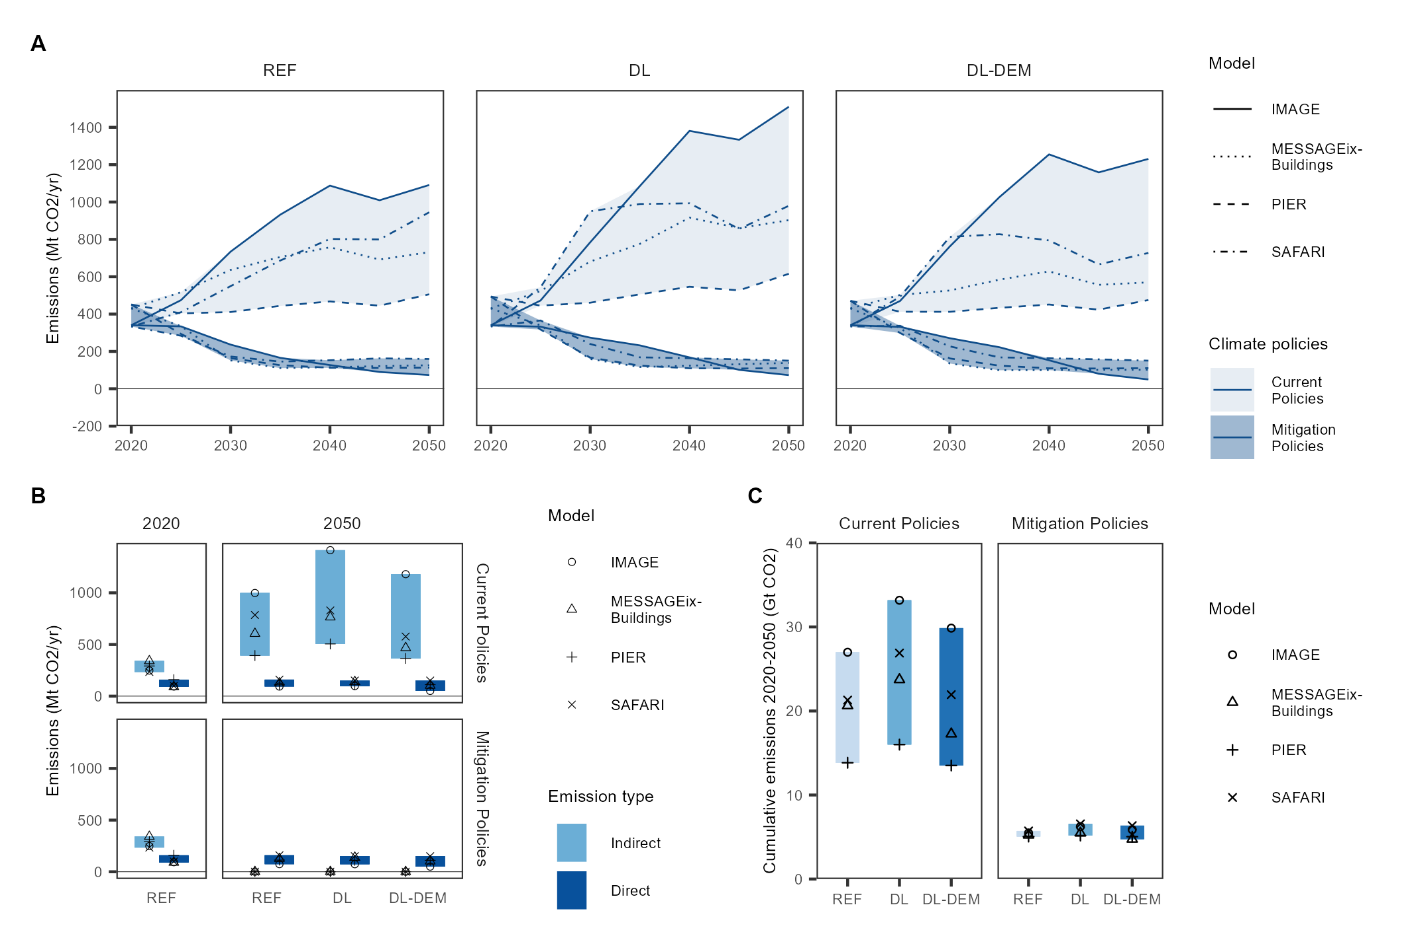 A
REF
DL
DL-DEM
Emissions (Mt CO2/yr)
1400
1200
1000
800
600
400
200
0
-200
2020
2030
2040
2050
2020
2030
2040
2050
2020
2030
2040
2050
Model
IMAGE
MESSAGEix-
Buildings
PIER
SAFARI
Climate policies
Current
Policies
Mitigation
Policies
B
2020
2050
Emissions (Mt CO2/yr)
1000
500
0
1000
500
0
Current Policies
Mitigation Policies
REF
REF
DL
DL-DEM
Model
IMAGE
MESSAGEix-
Buildings
PIER
SAFARI
Emission type
Indirect
Direct
C
Current Policies
Mitigation Policies
Cumulative emissions 2020-2050 (Gt CO2)
40
30
20
10
0
REF
DL
DL-DEM
REF
DL
DL-DEM
Model
IMAGE
MESSAGEix-
Buildings
PIER
SAFARI